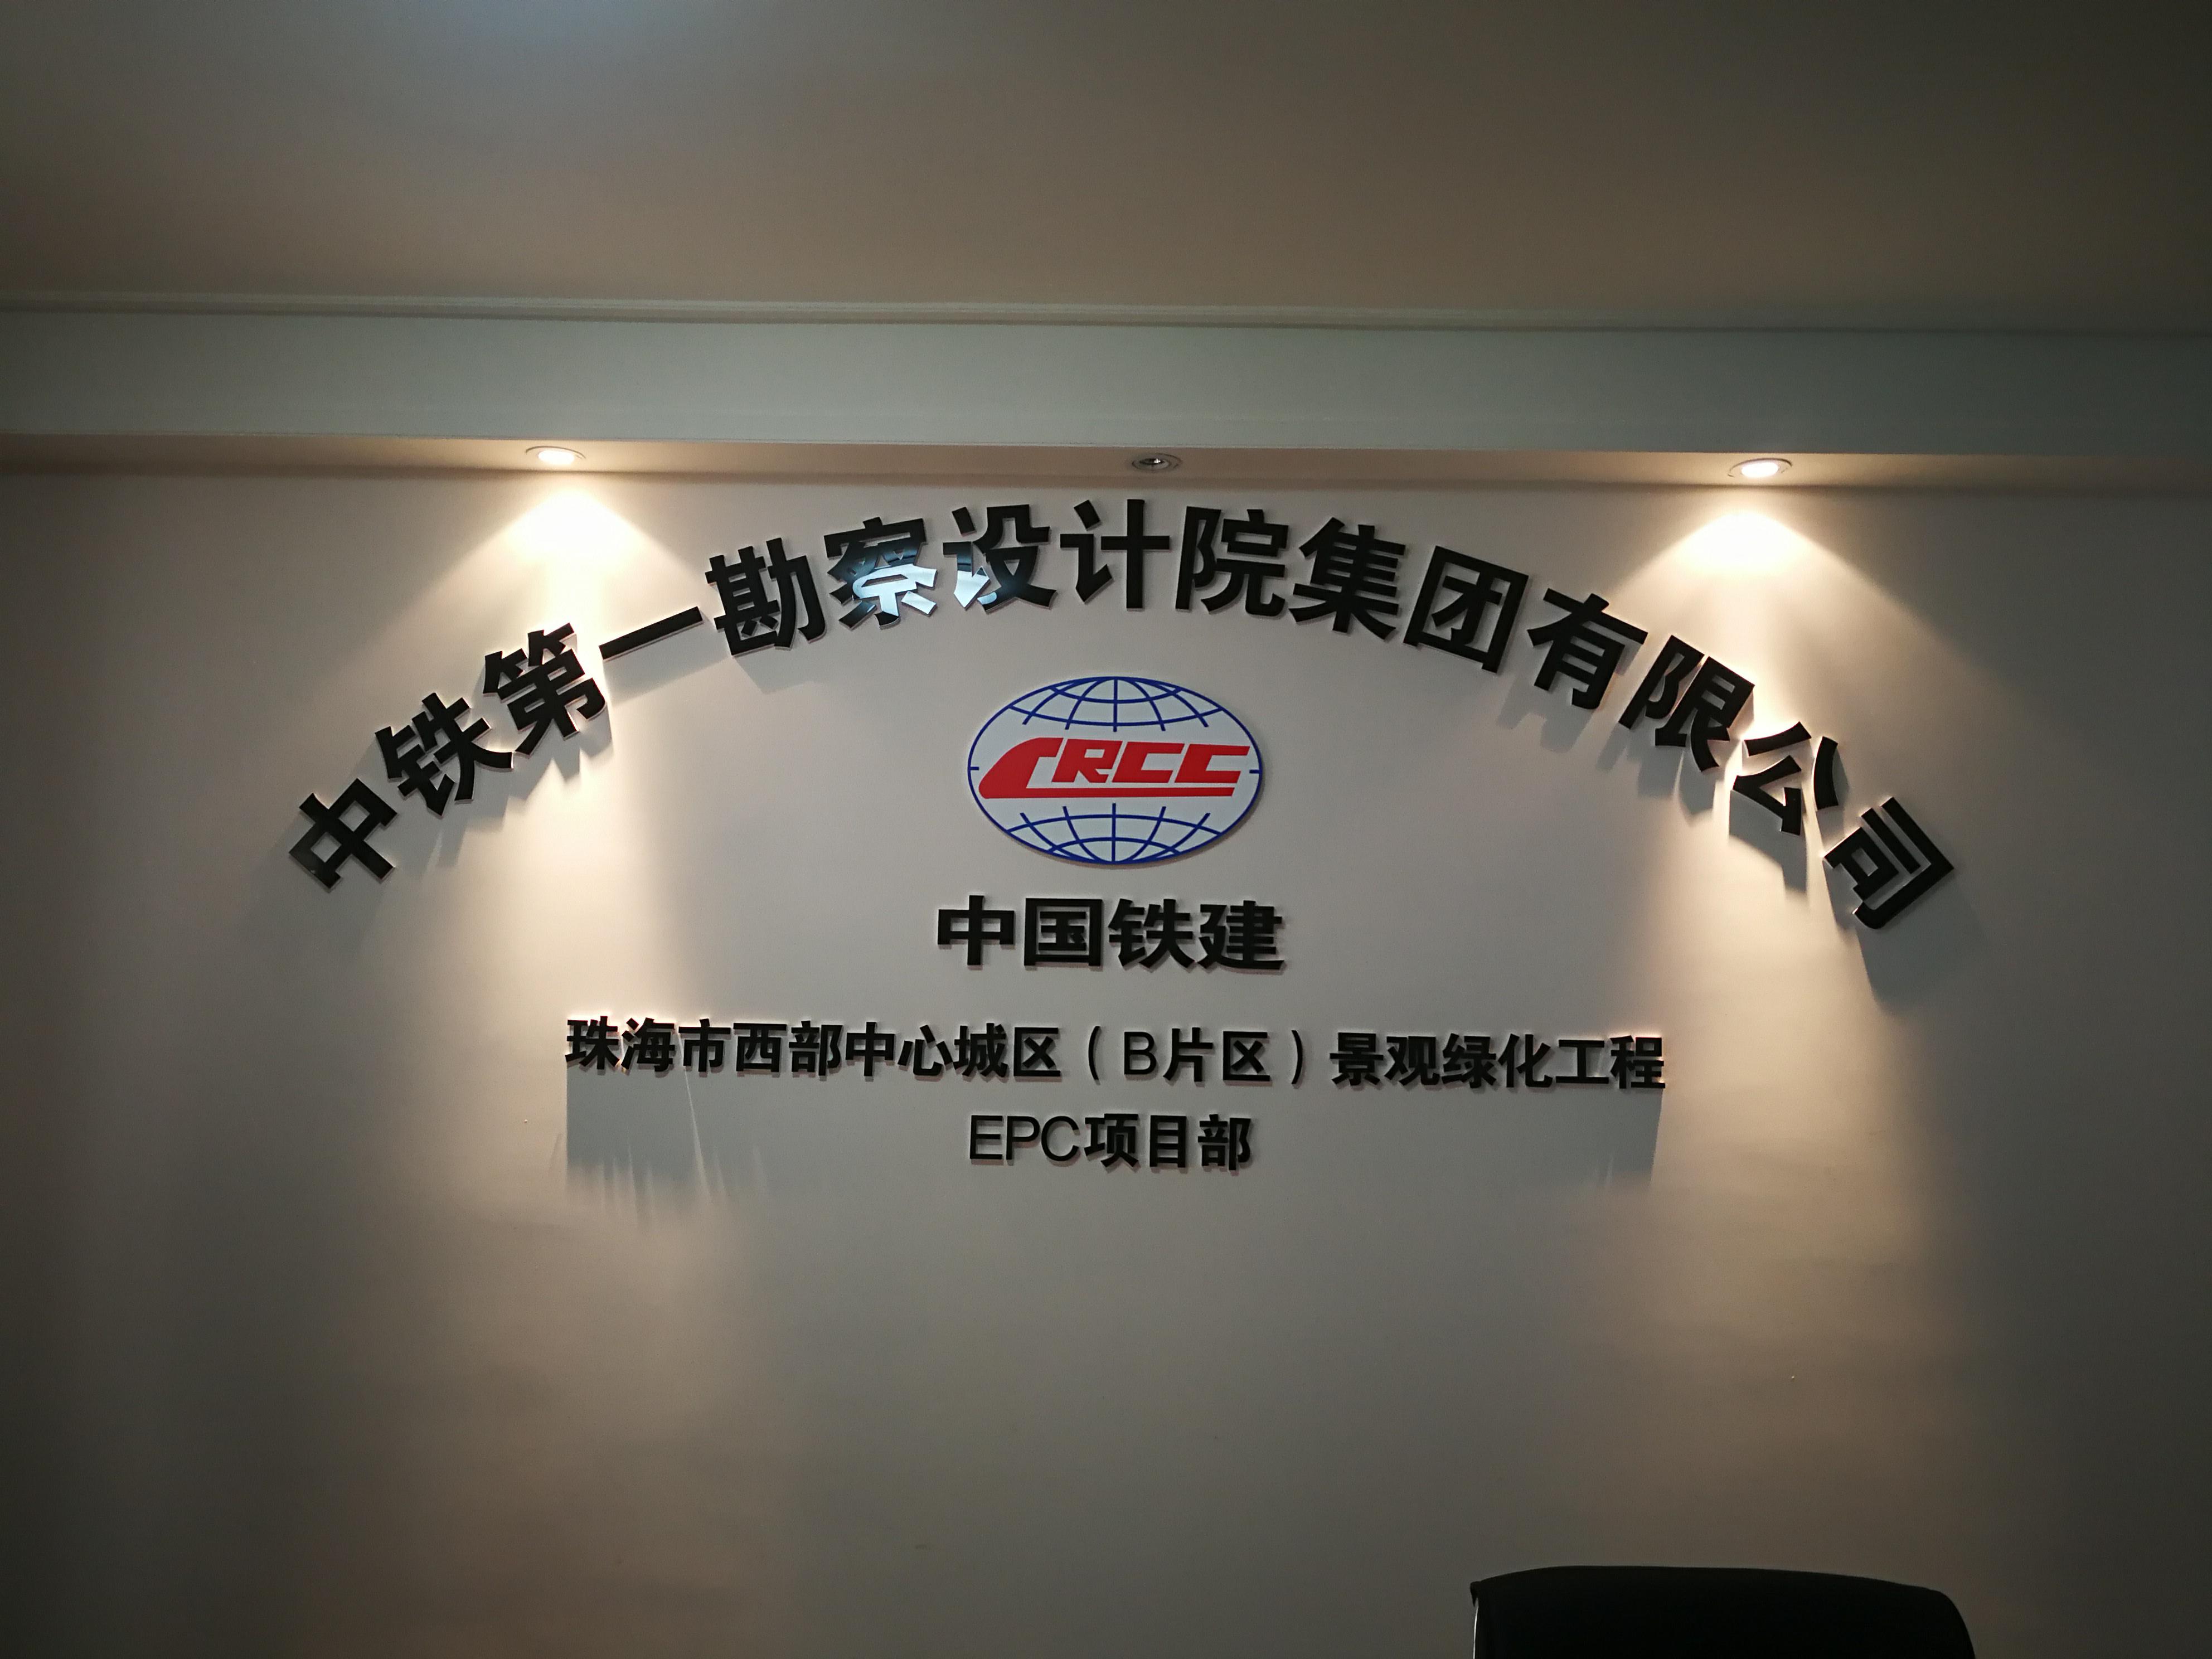 中铁第一勘察设计院集团有限公司
CRCC
中国铁建
珠海市西部中心城区（B片区）景观绿化工程
EPC项目部